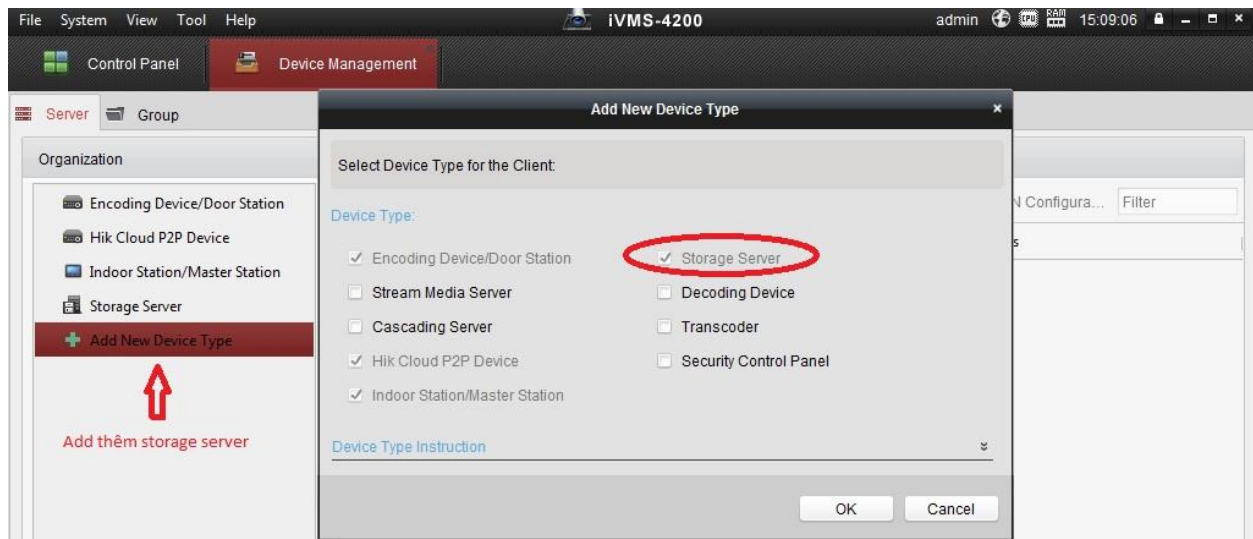 File System View Tool Help iVMS-4200 admin CPU RAM 15:09:06
Control Panel Device Management
Server Group
Add New Device Type
Organization
Select Device Type for the Client:
Encoding Device/Door Station
Hik Cloud P2P Device
Indoor Station/Master Station
Storage Server
Add New Device Type
Add thêm storage server
Device Type:
Encoding Device/Door Station Storage Server
Stream Media Server Decoding Device
Cascading Server Transcoder
Hik Cloud P2P Device Security Control Panel
Indoor Station/Master Station
Device Type Instruction
OK Cancel
N Configura... Filter
s